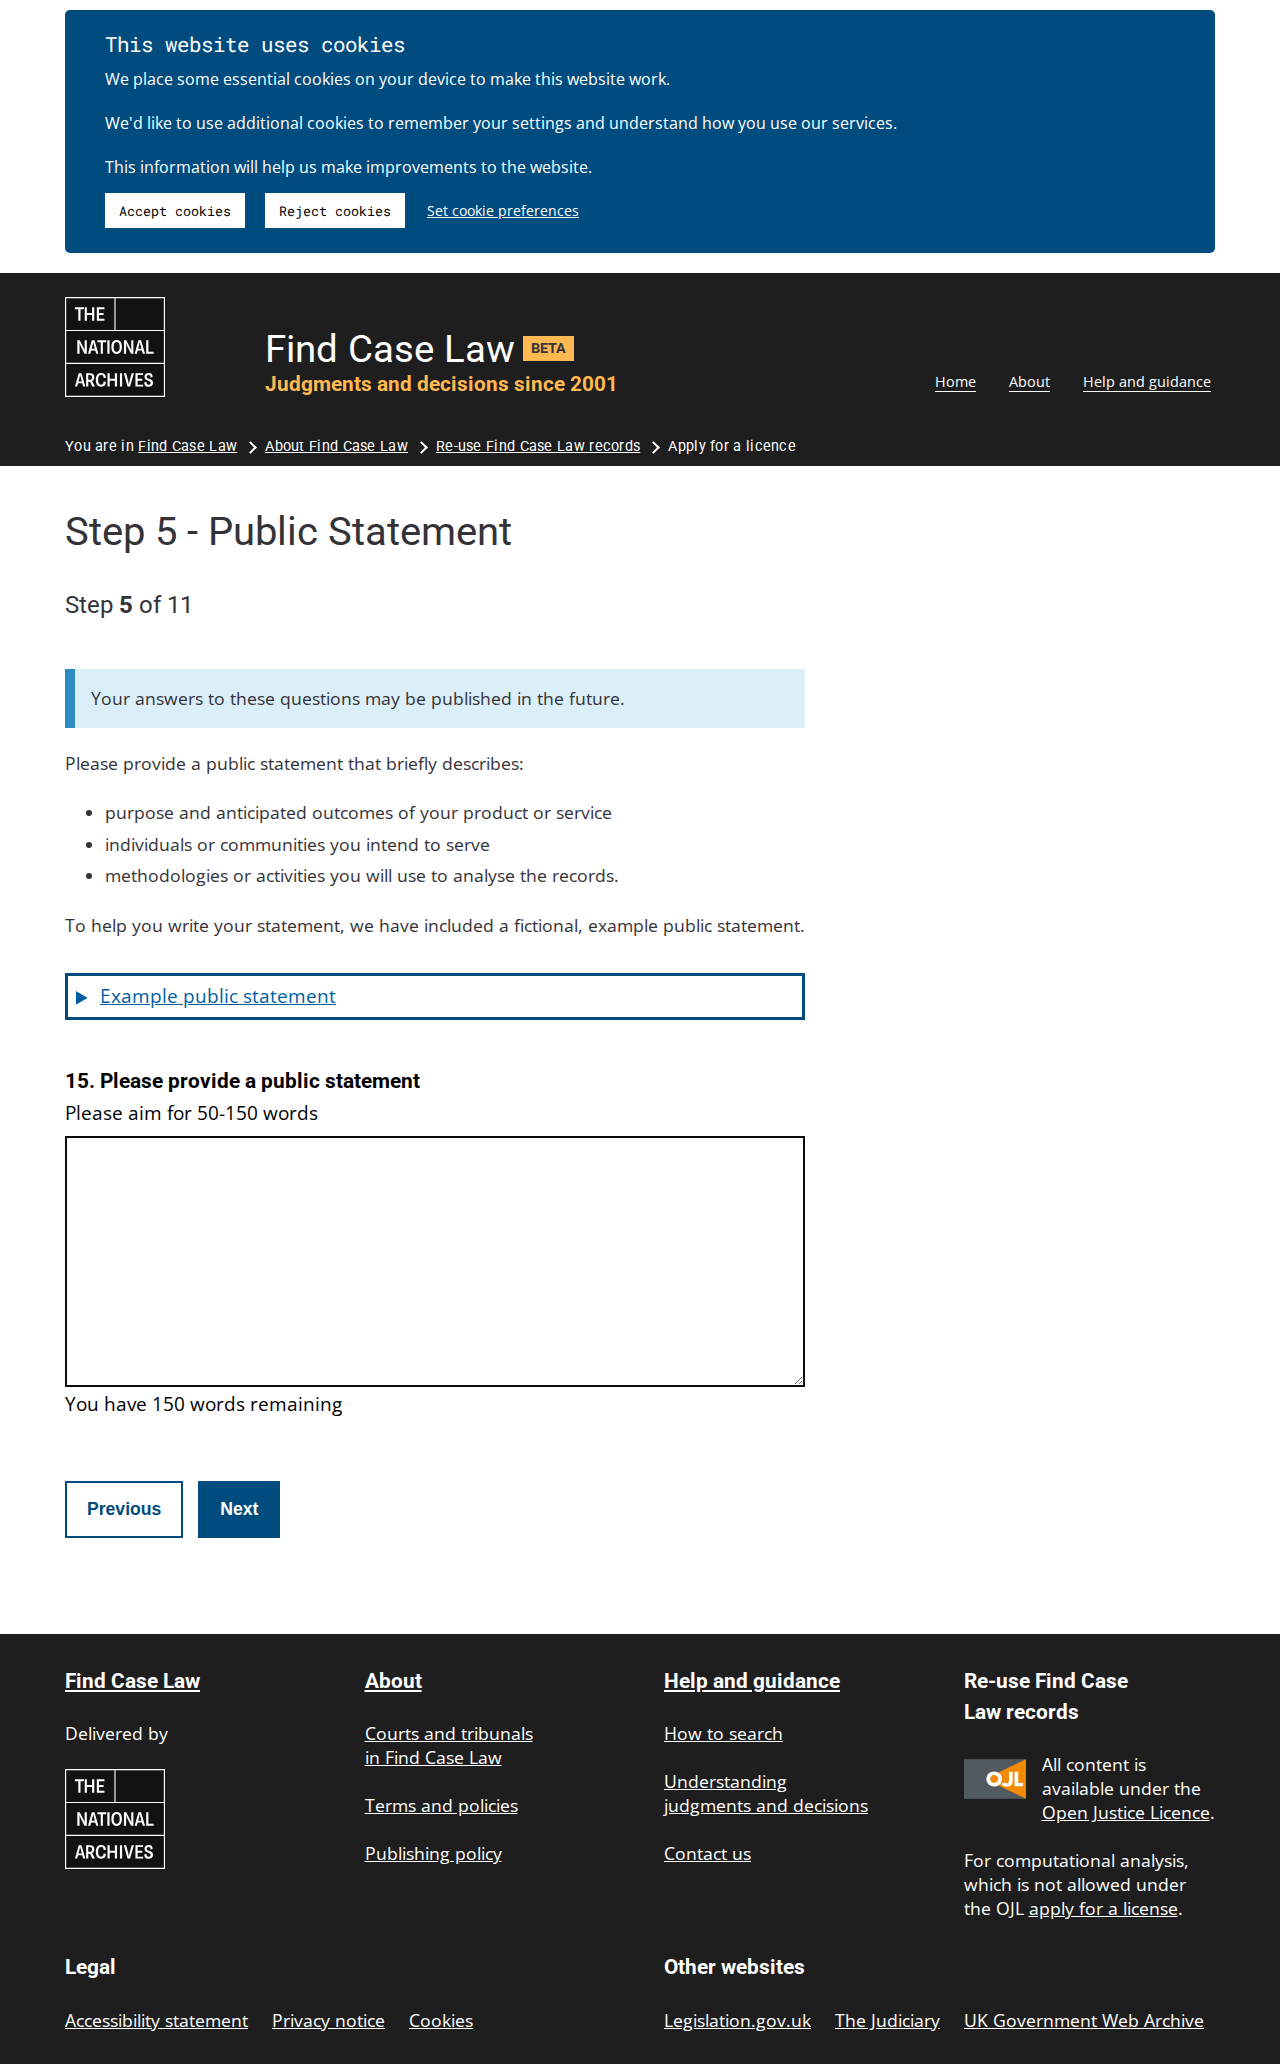 This website uses cookies
We place some essential cookies on your device to make this website work.
We'd like to use additional cookies to remember your settings and understand how you use our services.
This information will help us make improvements to the website.
Accept cookies Reject cookies Set cookie preferences
THE
NATIONAL
ARCHIVES
Find Case Law BETA
Judgments and decisions since 2001
Home About Help and guidance
You are in Find Case Law About Find Case Law Re-use Find Case Law records Apply for a licence
Step 5 - Public Statement
Step 5 of 11
Your answers to these questions may be published in the future.
Please provide a public statement that briefly describes:
purpose and anticipated outcomes of your product or service
individuals or communities you intend to serve
methodologies or activities you will use to analyse the records.
To help you write your statement, we have included a fictional, example public statement.
Example public statement
15. Please provide a public statement
Please aim for 50-150 words
You have 150 words remaining
Previous Next
Find Case Law
Delivered by
THE
NATIONAL
ARCHIVES
About
Courts and tribunals
in Find Case Law
Terms and policies
Publishing policy
Help and guidance
How to search
Understanding
judgments and decisions
Contact us
Re-use Find Case
Law records
OJL
All content is
available under the
Open Justice Licence.
For computational analysis,
which is not allowed under
the OJL apply for a license.
Legal
Accessibility statement Privacy notice Cookies
Other websites
Legislation.gov.uk The Judiciary UK Government Web Archive